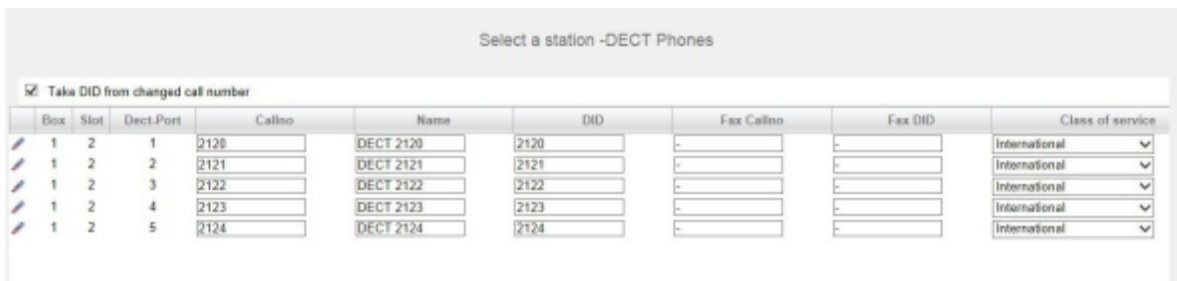 Select a station -DECT Phones
Take DID from changed call number
Box Slot Dect-Port Callno Name DID Fax Callno Fax DID Class of service
1 2 1 2120 DECT 2120 2120 - - International
1 2 2 2121 DECT 2121 2121 - - International
1 2 3 2122 DECT 2122 2122 - - International
1 2 4 2123 DECT 2123 2123 - - International
1 2 5 2124 DECT 2124 2124 - - International